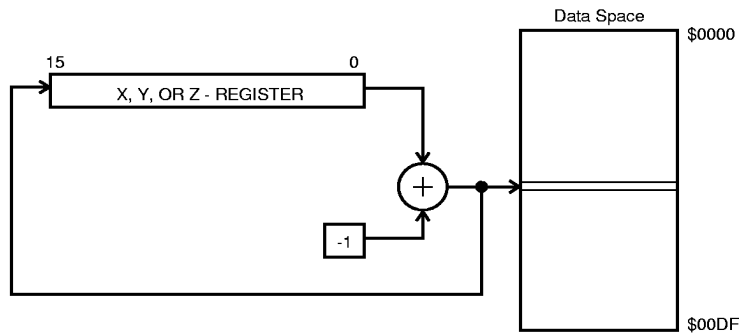 Data Space
$0000
15
0
X, Y, OR Z - REGISTER
+
-1
$00DF